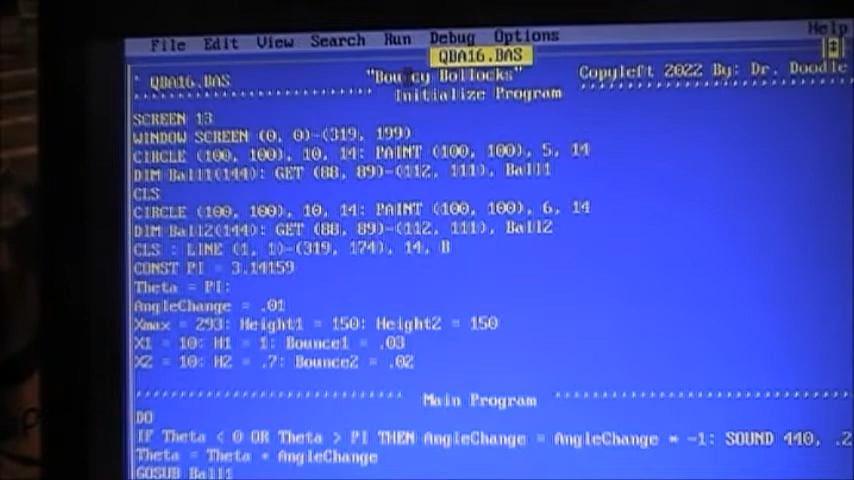 File Edit View Search Run Debug Options Help
QBA16.BAS
' QBA16.BAS "Bouncy Bollocks" Copyleft 2022 By: Dr. Doodle
Initialize Program
SCREEN 13
WINDOW SCREEN (0, 0)-(319, 199)
CIRCLE (100, 100), 10, 14: PAINT (100, 100), 5, 14
DIM Ball1(144): GET (88, 89)-(112, 111), Ball1
CLS
CIRCLE (100, 100), 10, 14: PAINT (100, 100), 6, 14
DIM Ball2(144): GET (88, 89)-(112, 111), Ball2
CLS : LINE (1, 1)-(319, 174), 14, B
CONST PI = 3.14159
Theta = PI:
AngleChange = .01
Xmax = 293: Height1 = 150: Height2 = 150
X1 = 10: H1 = 1: Bounce1 = .03
X2 = 10: H2 = .7: Bounce2 = .02
Main Program
DO
IF Theta < 0 OR Theta > PI THEN AngleChange = AngleChange * -1: SOUND 440, .2
Theta = Theta + AngleChange
GOSUB Ball1